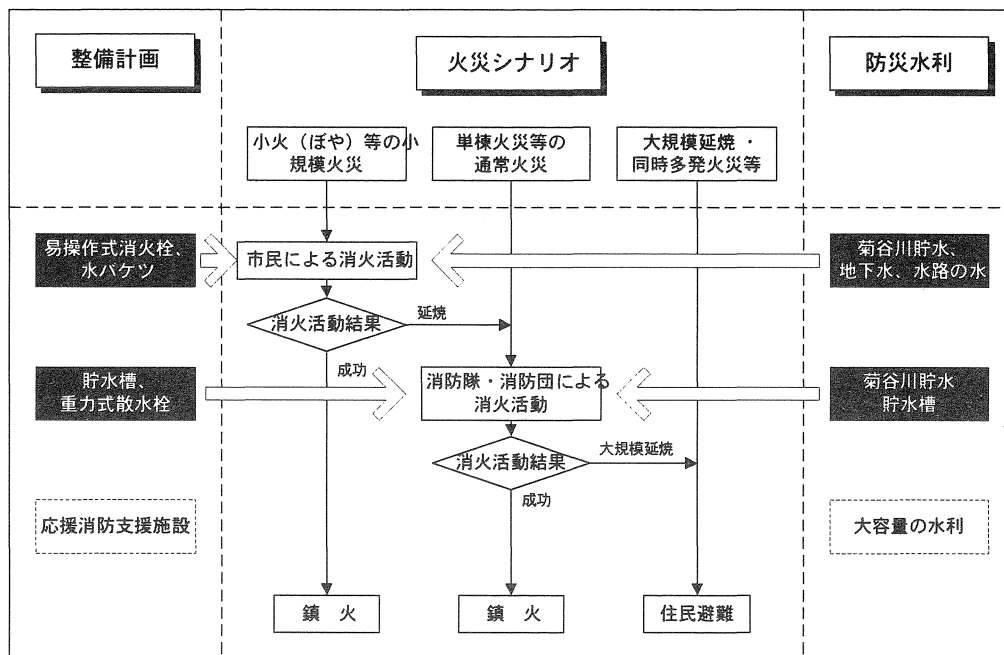 整備計画
火災シナリオ
防災水利
小火（ぼや）等の小
規模火災
単棟火災等の
通常火災
大規模延焼・
同時多発火災等
易操作式消火栓、
水バケツ
市民による消火活動
菊谷川貯水、
地下水、水路の水
消火活動結果
延焼
成功
貯水槽、
重力式散水栓
消防隊・消防団による
消火活動
菊谷川貯水
貯水槽
消火活動結果
大規模延焼
成功
応援消防支援施設
大容量の水利
鎮　火
鎮　火
住民避難